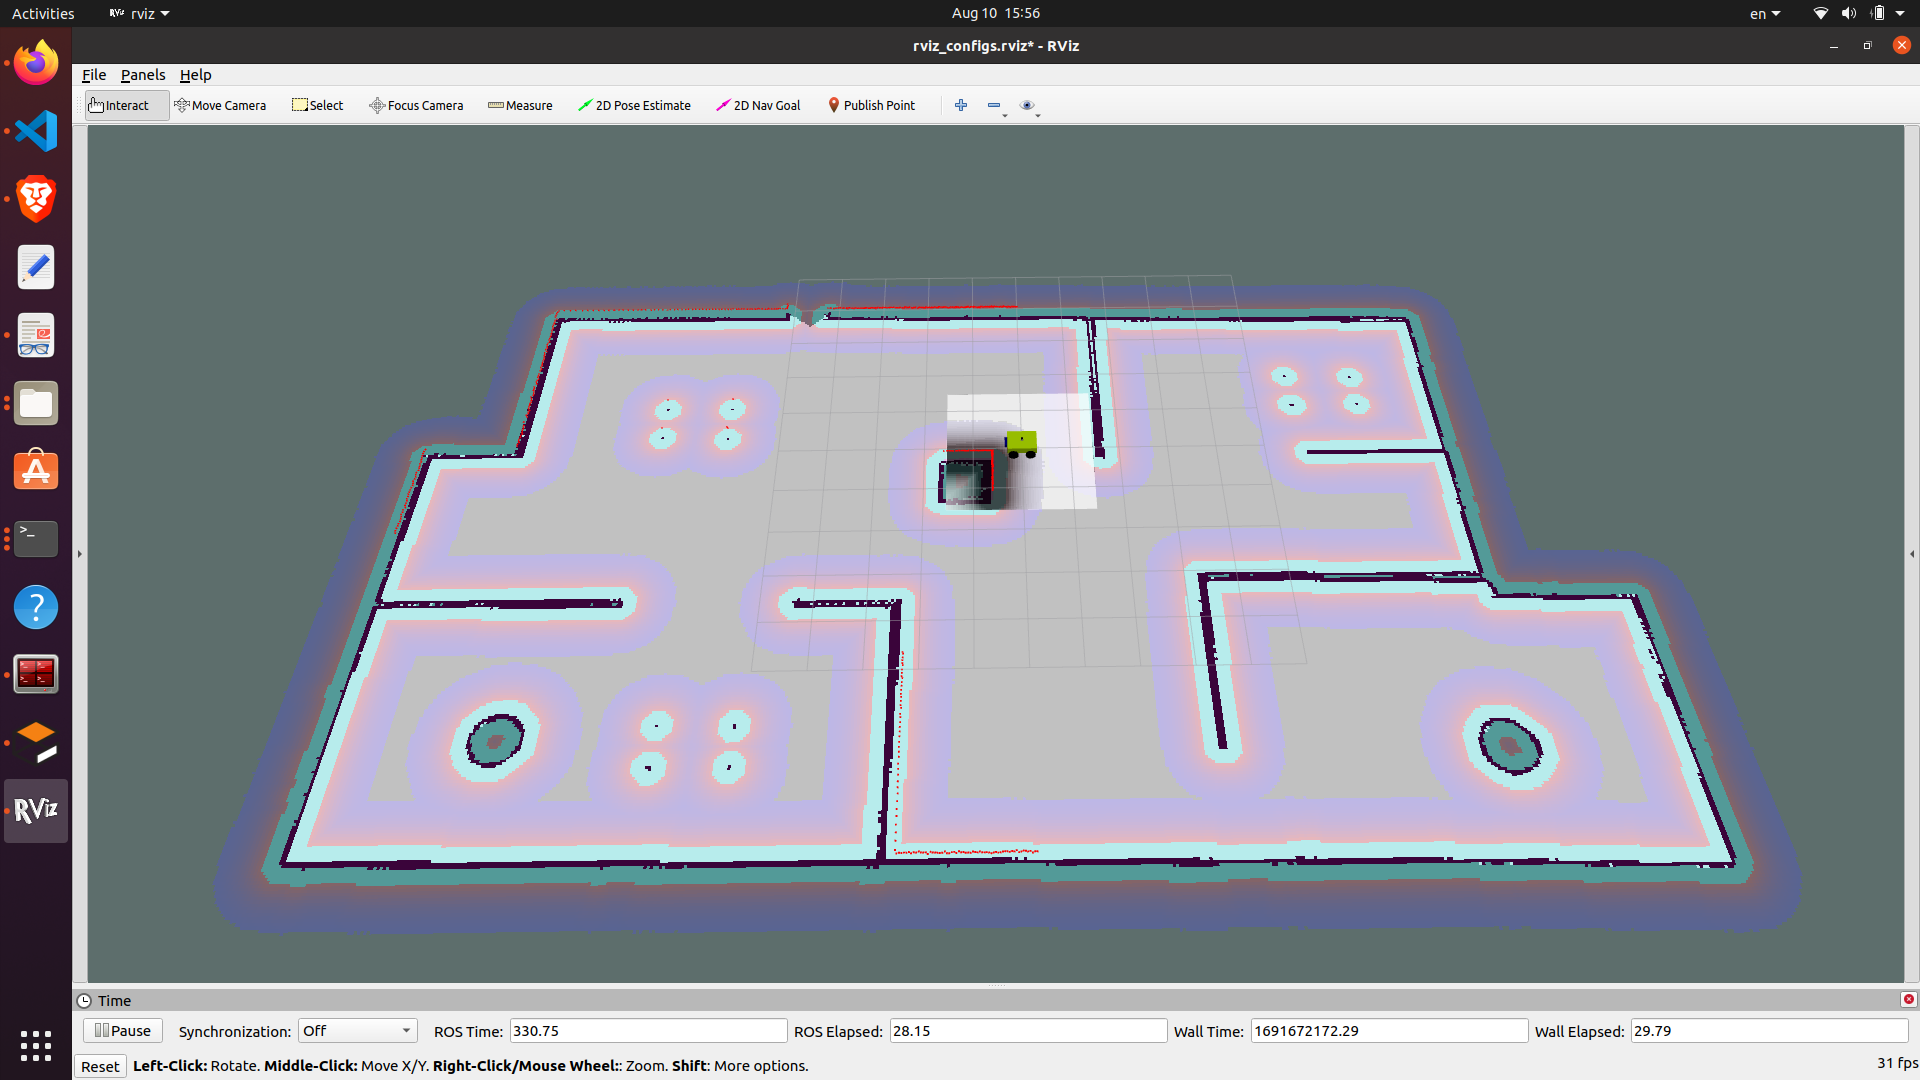 Activities
RViz rviz
Aug 10 15:56
en
rviz_configs.rviz* - RViz
File Panels Help
Interact Move Camera Select Focus Camera Measure 2D Pose Estimate 2D Nav Goal Publish Point
>_
?
RViz
Time
Pause Synchronization: Off ROS Time: 330.75 ROS Elapsed: 28.15 Wall Time: 1691672172.29 Wall Elapsed: 29.79
Reset Left-Click: Rotate. Middle-Click: Move X/Y. Right-Click/Mouse Wheel:: Zoom. Shift: More options.
31 fps